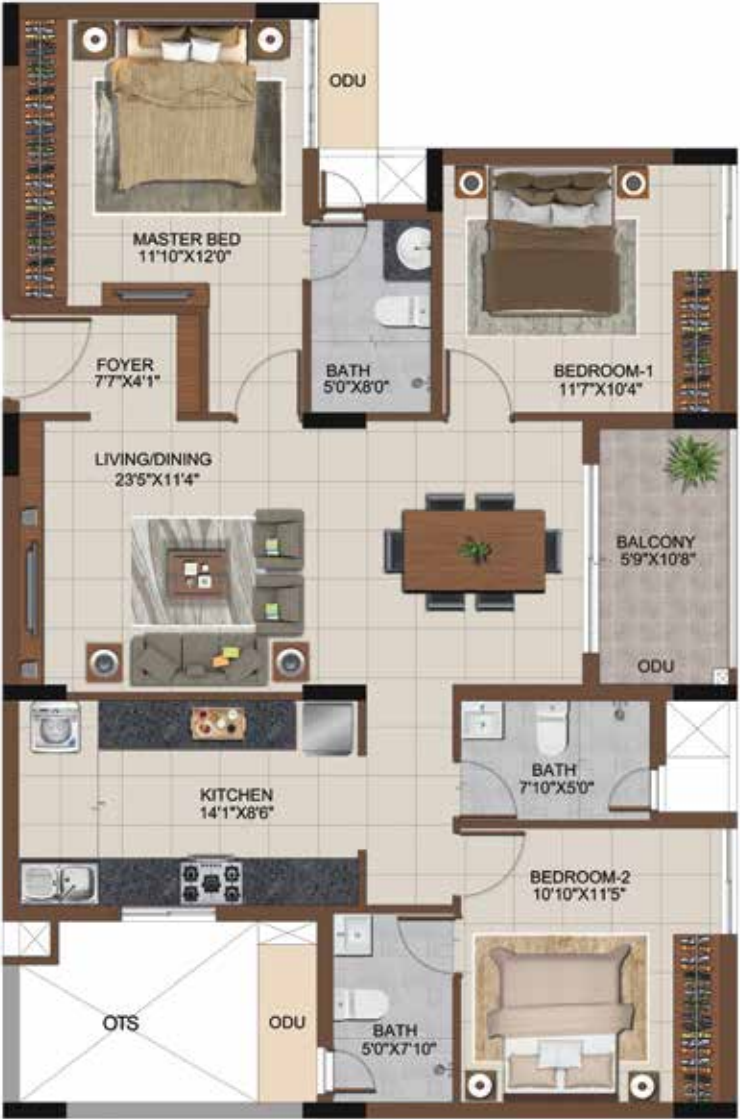 ODU
MASTER BED
11'10"X12'0"
FOYER
7'7"X4'1"
BATH
5'0"X8'0"
BEDROOM-1
11'7"X10'4"
LIVING/DINING
23'5"X11'4"
BALCONY
5'9"X10'8"
ODU
BATH
7'10"X5'0"
KITCHEN
14'1"X8'6"
BEDROOM-2
10'10"X11'5"
OTS
ODU
BATH
5'0"X7'10"